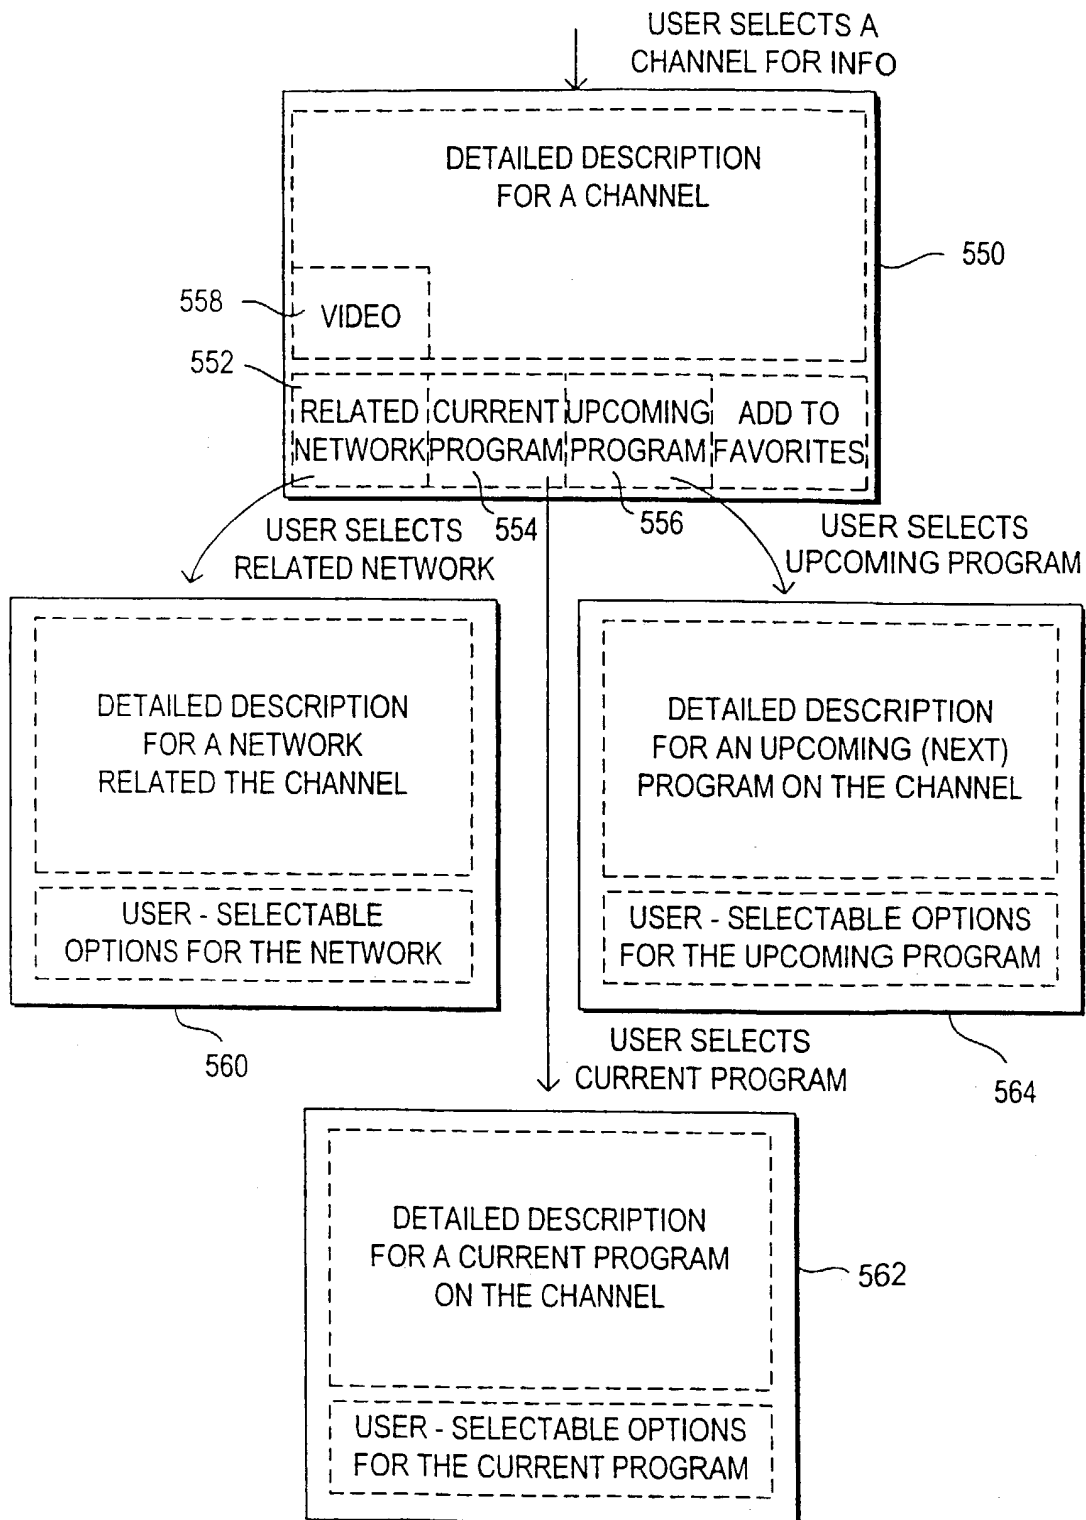 USER SELECTS A
CHANNEL FOR INFO
DETAILED DESCRIPTION
FOR A CHANNEL
550
558
VIDEO
552
RELATED
NETWORK
CURRENT
PROGRAM
UPCOMING
PROGRAM
ADD TO
FAVORITES
554
556
USER SELECTS
RELATED NETWORK
USER SELECTS
UPCOMING PROGRAM
DETAILED DESCRIPTION
FOR A NETWORK
RELATED THE CHANNEL
USER - SELECTABLE
OPTIONS FOR THE NETWORK
560
DETAILED DESCRIPTION
FOR AN UPCOMING (NEXT)
PROGRAM ON THE CHANNEL
USER - SELECTABLE OPTIONS
FOR THE UPCOMING PROGRAM
564
USER SELECTS
CURRENT PROGRAM
DETAILED DESCRIPTION
FOR A CURRENT PROGRAM
ON THE CHANNEL
562
USER - SELECTABLE OPTIONS
FOR THE CURRENT PROGRAM